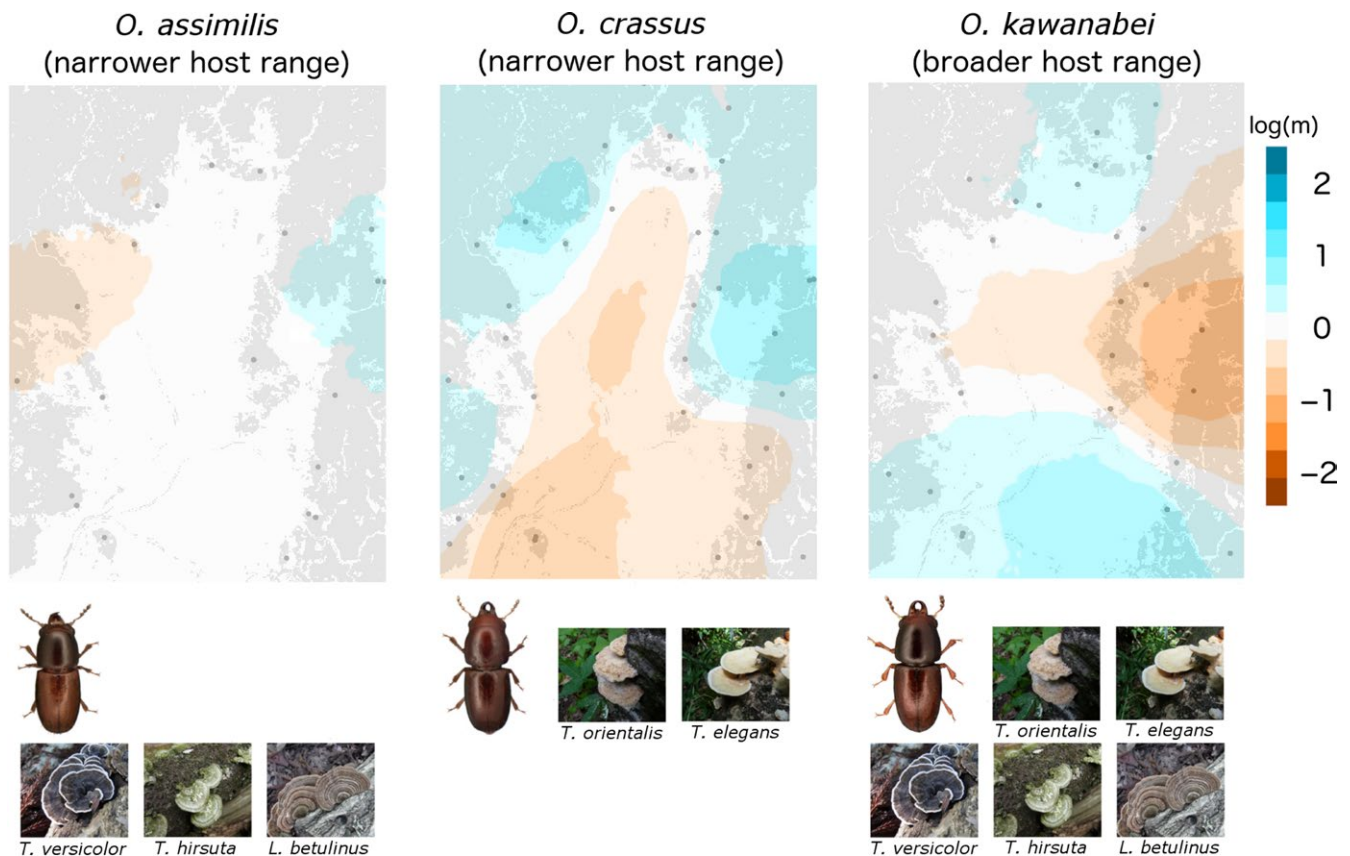 O. assimilis
(narrower host range)
O. crassus
(narrower host range)
O. kawanabei
(broader host range)
log(m)
2
1
0
−1
−2
T. orientalis
T. elegans
T. orientalis
T. elegans
T. versicolor
T. hirsuta
L. betulinus
T. versicolor
T. hirsuta
L. betulinus